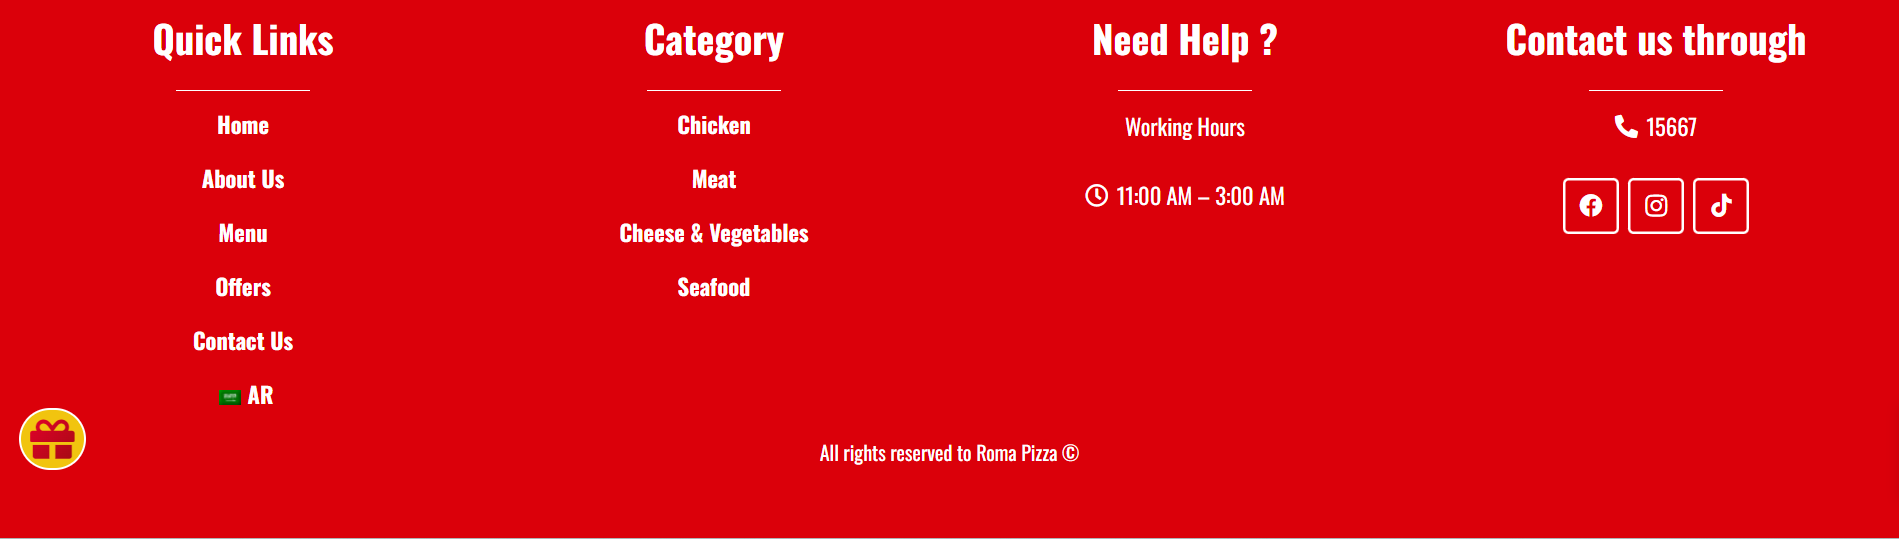 Quick Links
Home
About Us
Menu
Offers
Contact Us
AR
Category
Chicken
Meat
Cheese & Vegetables
Seafood
Need Help ?
Working Hours
11:00 AM – 3:00 AM
Contact us through
15667
All rights reserved to Roma Pizza ©